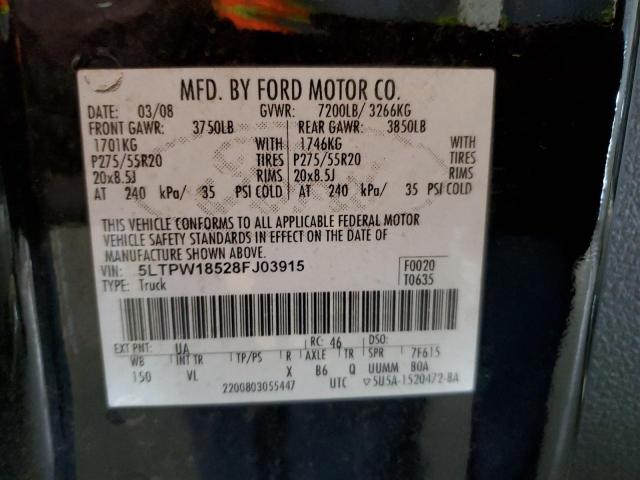 MFD. BY FORD MOTOR CO.
DATE: 03/08 GVWR: 7200LB/ 3266KG
FRONT GAWR: 3750LB REAR GAWR: 3850LB
1701KG WITH 1746KG WITH
P275/55R20 TIRES P275/55R20 TIRES
20x8.5J RIMS 20x8.5J RIMS
AT 240 kPa/ 35 PSI COLD AT 240 kPa/ 35 PSI COLD
THIS VEHICLE CONFORMS TO ALL APPLICABLE FEDERAL MOTOR
VEHICLE SAFETY STANDARDS IN EFFECT ON THE DATE OF
MANUFACTURE SHOWN ABOVE.
VIN: 5LTPW18528FJ03915 F0020
TYPE: Truck T0635
EXT PNT: UA RC: 46 DSO:
WB INT TR TP/PS R AXLE TR SPR 7F615
150 VL X B6 Q UUMM BOA
2200803055447 UTC ▽5U5A-1520472-BA